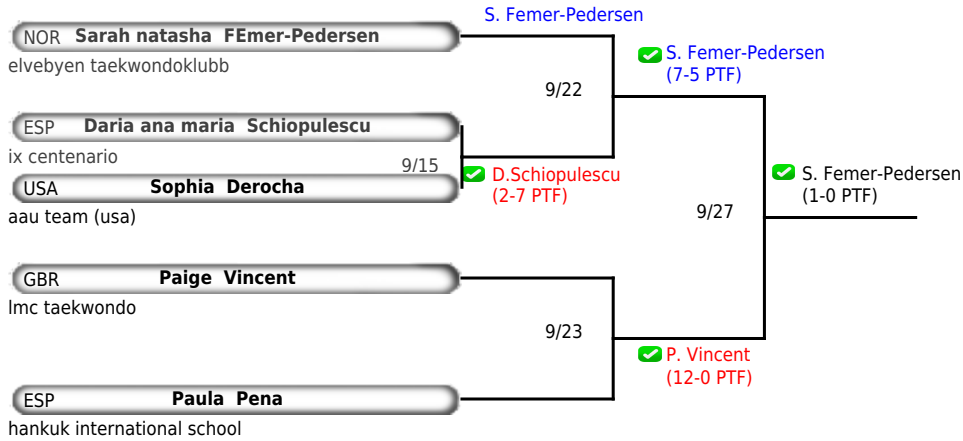 S. Femer-Pedersen
NOR Sarah natasha FEmer-Pedersen
elvebyen taekwondoklubb
S. Femer-Pedersen
(7-5 PTF)
9/22
ESP Daria ana maria Schiopulescu
ix centenario
9/15
USA Sophia Derocha
aau team (usa)
D.Schiopulescu
(2-7 PTF)
S. Femer-Pedersen
(1-0 PTF)
9/27
GBR Paige Vincent
lmc taekwondo
9/23
P. Vincent
(12-0 PTF)
ESP Paula Pena
hankuk international school